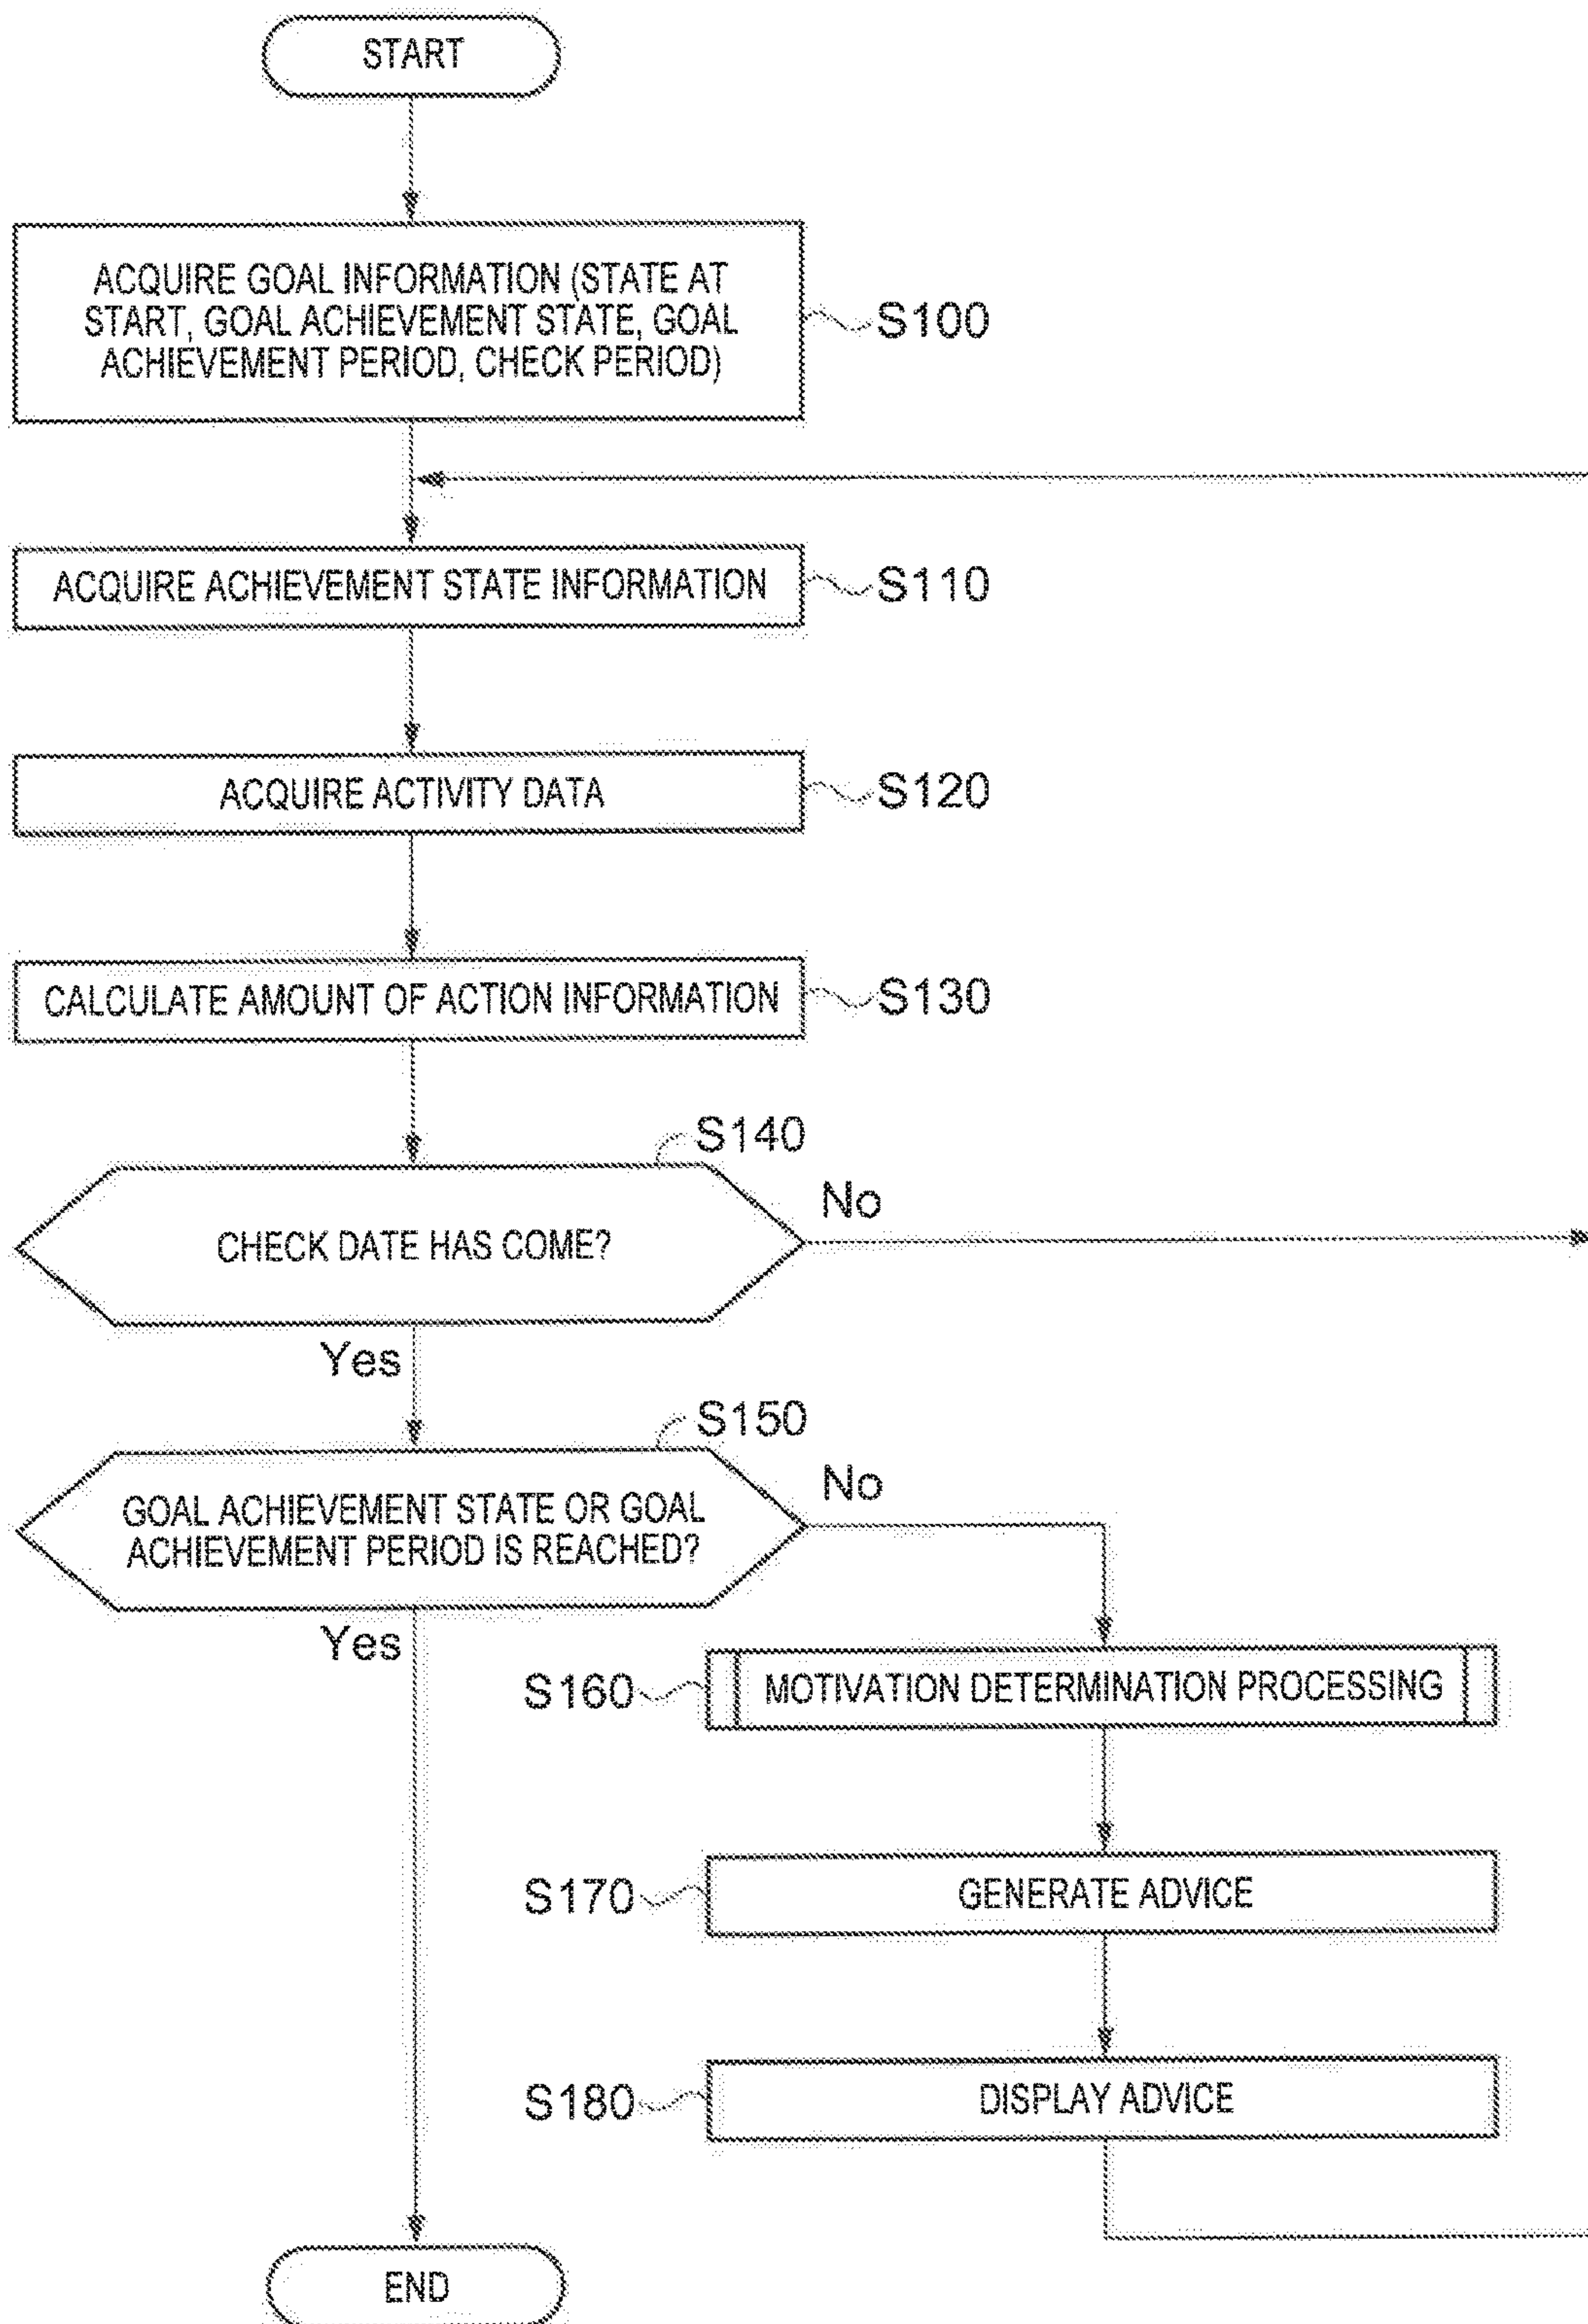 START
ACQUIRE GOAL INFORMATION (STATE AT
START, GOAL ACHIEVEMENT STATE, GOAL
ACHIEVEMENT PERIOD, CHECK PERIOD)
S100
ACQUIRE ACHIEVEMENT STATE INFORMATION
S110
ACQUIRE ACTIVITY DATA
S120
CALCULATE AMOUNT OF ACTION INFORMATION
S130
S140
CHECK DATE HAS COME?
No
Yes
S150
GOAL ACHIEVEMENT STATE OR GOAL
ACHIEVEMENT PERIOD IS REACHED?
No
Yes
S160
MOTIVATION DETERMINATION PROCESSING
S170
GENERATE ADVICE
S180
DISPLAY ADVICE
END